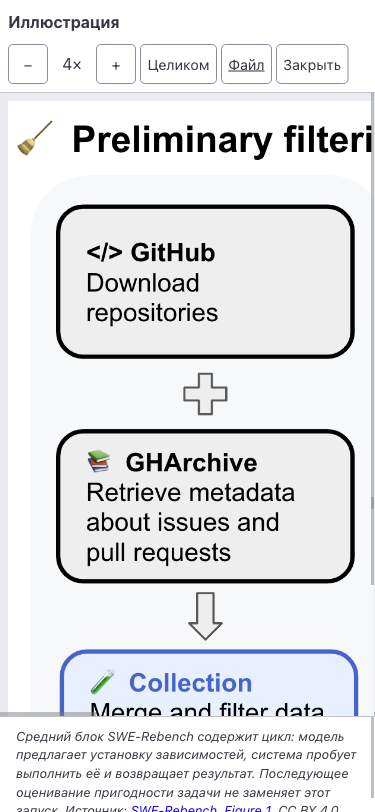 Иллюстрация
− 4× + Целиком Файл Закрыть
Preliminary filteri
</> GitHub
Download
repositories
GHArchive
Retrieve metadata
about issues and
pull requests
Collection
Merge and filter data
Средний блок SWE-Rebench содержит цикл: модель
предлагает установку зависимостей, система пробует
выполнить её и возвращает результат. Последующее
оценивание пригодности задачи не заменяет этот
запуск. Источник: SWE-Rebench, Figure 1, CC BY 4.0